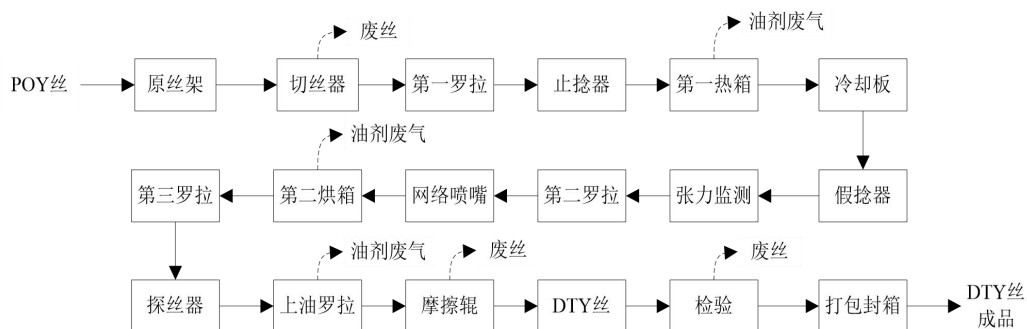 废丝
油剂废气
POY丝
原丝架
切丝器
第一罗拉
止捻器
第一热箱
冷却板
油剂废气
第三罗拉
第二烘箱
网络喷嘴
第二罗拉
张力监测
假捻器
油剂废气
废丝
废丝
探丝器
上油罗拉
摩擦辊
DTY丝
检验
打包封箱
DTY丝
成品